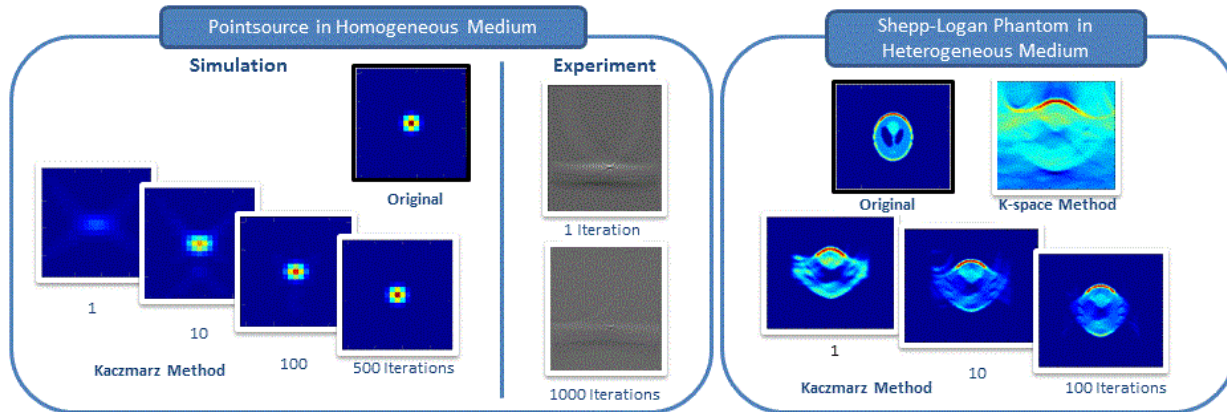 Pointsource in Homogeneous Medium
Simulation
Original
1
10
100
500 Iterations
Kaczmarz Method
Experiment
1 Iteration
1000 Iterations
Shepp-Logan Phantom in
Heterogeneous Medium
Original
K-space Method
1
10
100 Iterations
Kaczmarz Method